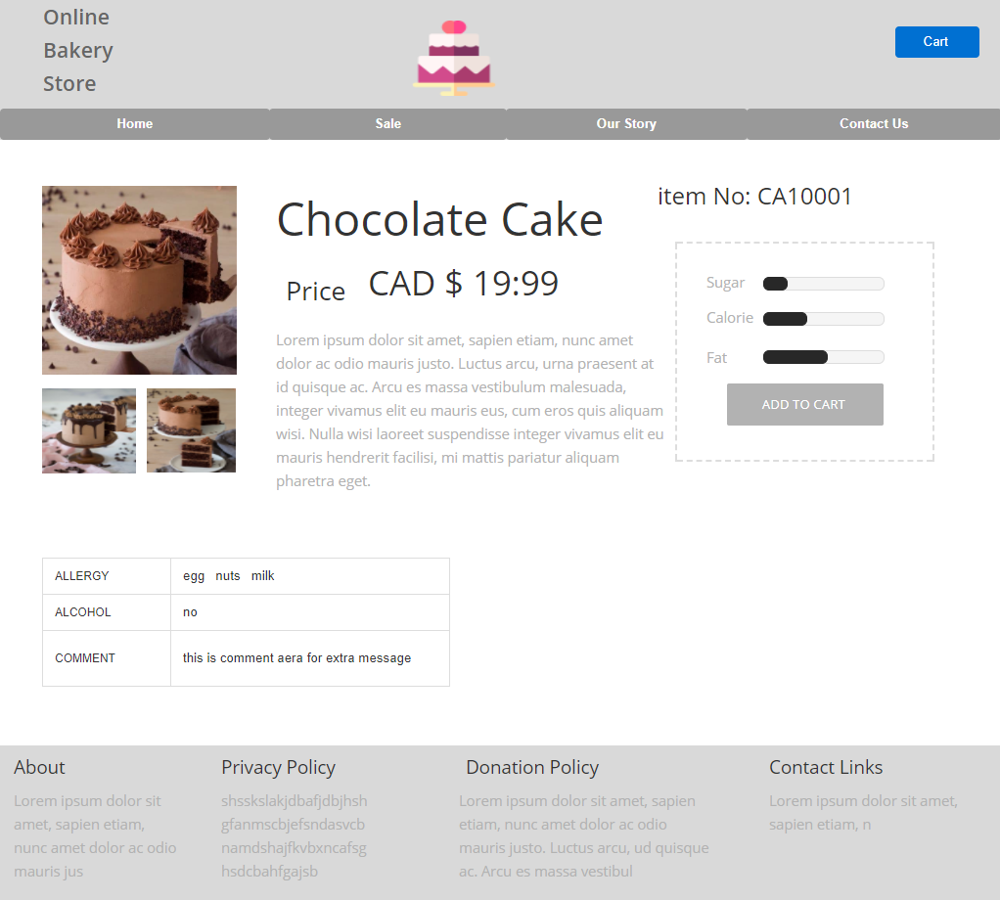 Online
Bakery
Store
Cart
Home
Sale
Our Story
Contact Us
Chocolate Cake
item No: CA10001
Price
CAD $ 19:99
Lorem ipsum dolor sit amet, sapien etiam, nunc amet
dolor ac odio mauris justo. Luctus arcu, urna praesent at
id quisque ac. Arcu es massa vestibulum malesuada,
integer vivamus elit eu mauris eus, cum eros quis aliquam
wisi. Nulla wisi laoreet suspendisse integer vivamus elit eu
mauris hendrerit facilisi, mi mattis pariatur aliquam
pharetra eget.
Sugar
Calorie
Fat
ADD TO CART
ALLERGY egg nuts milk
ALCOHOL no
COMMENT this is comment aera for extra message
About
Lorem ipsum dolor sit
amet, sapien etiam,
nunc amet dolor ac odio
mauris jus
Privacy Policy
shsskslakjdbafjdbjhsh
gfanmscbjefsndasvcb
namdshajfkvbxncafsg
hsdcbahfgajsb
Donation Policy
Lorem ipsum dolor sit amet, sapien
etiam, nunc amet dolor ac odio
mauris justo. Luctus arcu, ud quisque
ac. Arcu es massa vestibul
Contact Links
Lorem ipsum dolor sit amet,
sapien etiam, n